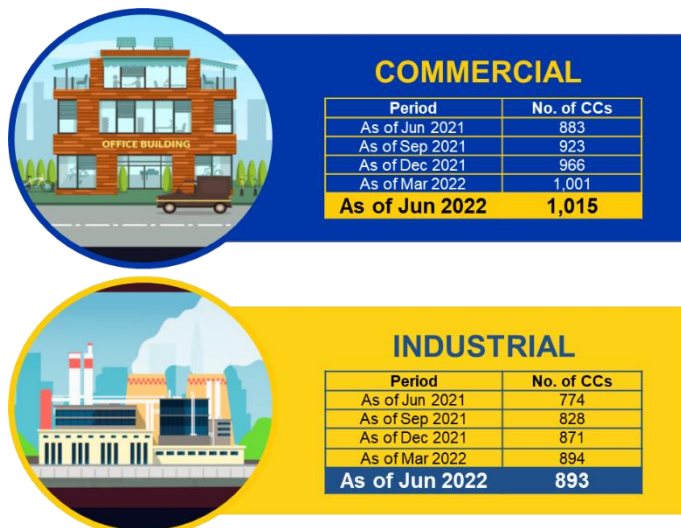 OFFICE BUILDING
COMMERCIAL
Period No. of CCs
As of Jun 2021 883
As of Sep 2021 923
As of Dec 2021 966
As of Mar 2022 1,001
As of Jun 2022 1,015
INDUSTRIAL
Period No. of CCs
As of Jun 2021 774
As of Sep 2021 828
As of Dec 2021 871
As of Mar 2022 894
As of Jun 2022 893